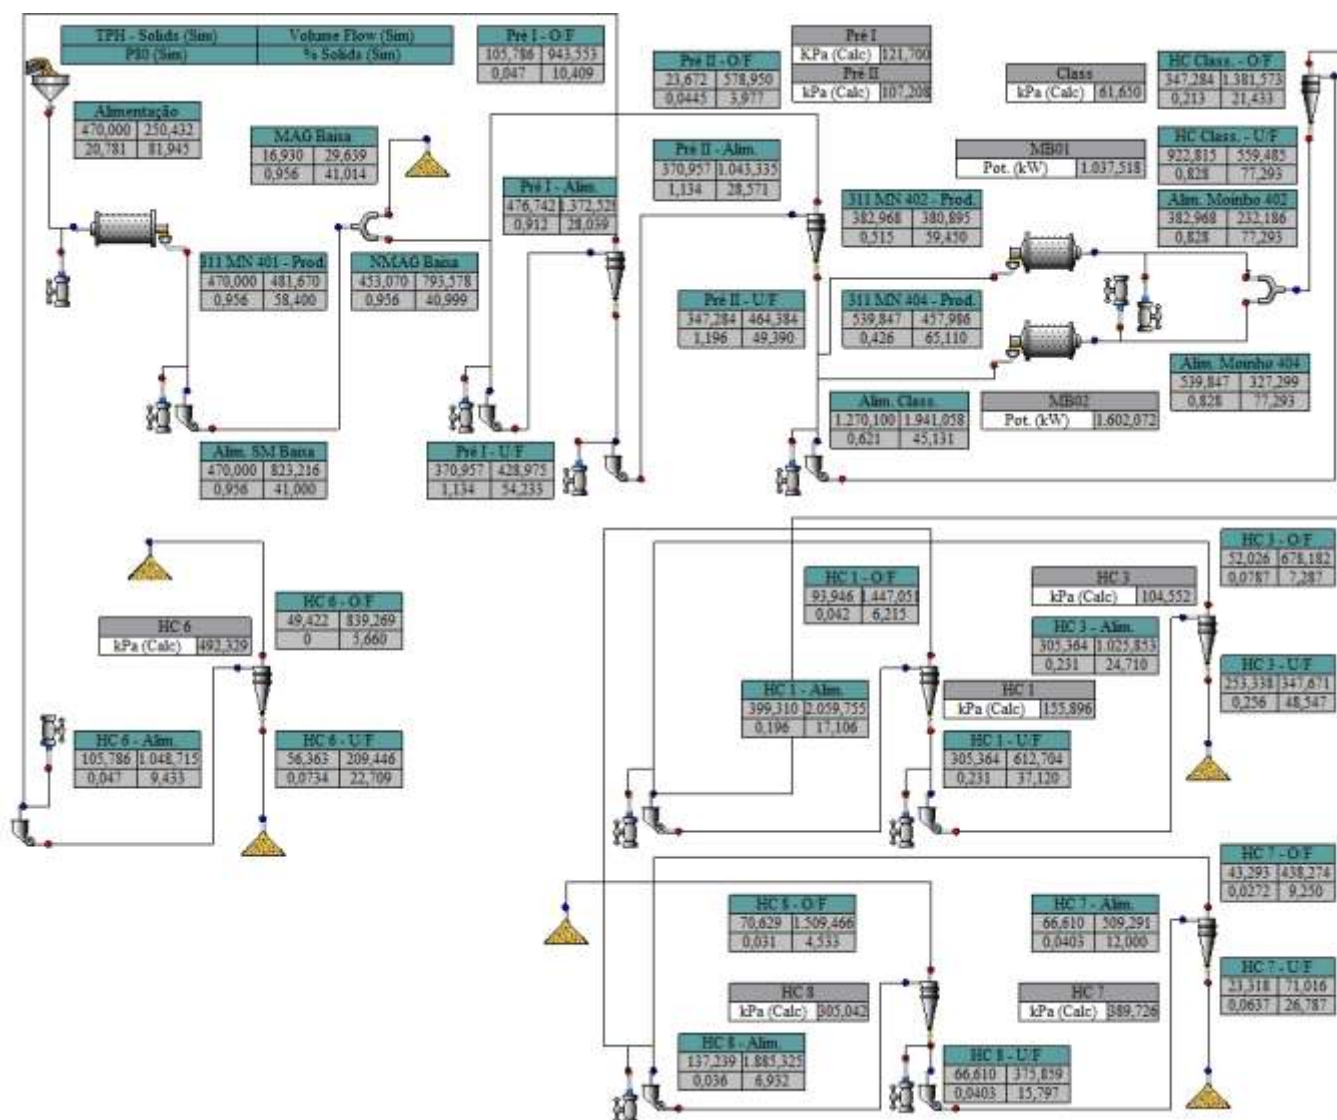 TPH - Solids (Sim) Volume Flow (Sim)
P80 (Sim) % Solids (Sim)
Pré I - O/F
105,786 943,553
0,047 10,409
Pré II - O/F
23,672 578,950
0,0445 3,977
Pré I
KPa (Calc) 121,700
Pré II
kPa (Calc) 107,208
Class
kPa (Calc) 61,650
HC Class. - O/F
347,284 1.381,573
0,213 21,433
Alimentação
470,000 250,432
20,781 81,945
MAG Baixa
16,930 29,639
0,956 41,014
Pré II - Alim.
370,957 1.043,335
1,134 28,571
MB01
Pot. (kW) 1.037,518
HC Class. - U/F
922,815 559,485
0,828 77,293
Pré I - Alim.
476,742 1.372,528
0,912 28,039
311 MN 402 - Prod.
382,968 380,895
0,515 59,450
Alim. Moinho 402
382,968 232,186
0,828 77,293
311 MN 401 - Prod.
470,000 481,670
0,956 58,400
NMAG Baixa
453,070 793,578
0,956 40,999
Pré II - U/F
347,284 464,384
1,196 49,390
311 MN 404 - Prod.
539,847 457,986
0,426 65,110
Alim. Moinho 404
539,847 327,299
0,828 77,293
Alim. Class.
1.270,100 1.941,058
0,621 45,131
MB02
Pot. (kW) 1.602,072
Alim. SM Baixa
470,000 823,216
0,956 41,000
Pré I - U/F
370,957 428,975
1,134 54,233
HC 3 - O/F
52,026 678,182
0,0787 7,287
HC 1 - O/F
93,946 1.447,051
0,042 6,215
HC 3
kPa (Calc) 104,552
HC 6 - O/F
49,422 839,269
0 5,660
HC 6
kPa (Calc) 492,329
HC 3 - Alim.
305,364 1.025,853
0,231 24,710
HC 3 - U/F
253,338 347,671
0,256 48,547
HC 1 - Alim.
399,310 2.059,755
0,196 17,106
HC 1
kPa (Calc) 155,896
HC 6 - Alim.
105,786 1.048,715
0,047 9,433
HC 6 - U/F
56,363 209,446
0,0734 22,709
HC 1 - U/F
305,364 612,704
0,231 37,120
HC 7 - O/F
43,293 438,274
0,0272 9,250
HC 8 - O/F
70,629 1.509,466
0,031 4,533
HC 7 - Alim.
66,610 509,291
0,0403 12,000
HC 7 - U/F
23,318 71,016
0,0637 26,787
HC 8
kPa (Calc) 305,042
HC 7
kPa (Calc) 389,726
HC 8 - Alim.
137,239 1.885,325
0,036 6,932
HC 8 - U/F
66,610 375,859
0,0403 15,797